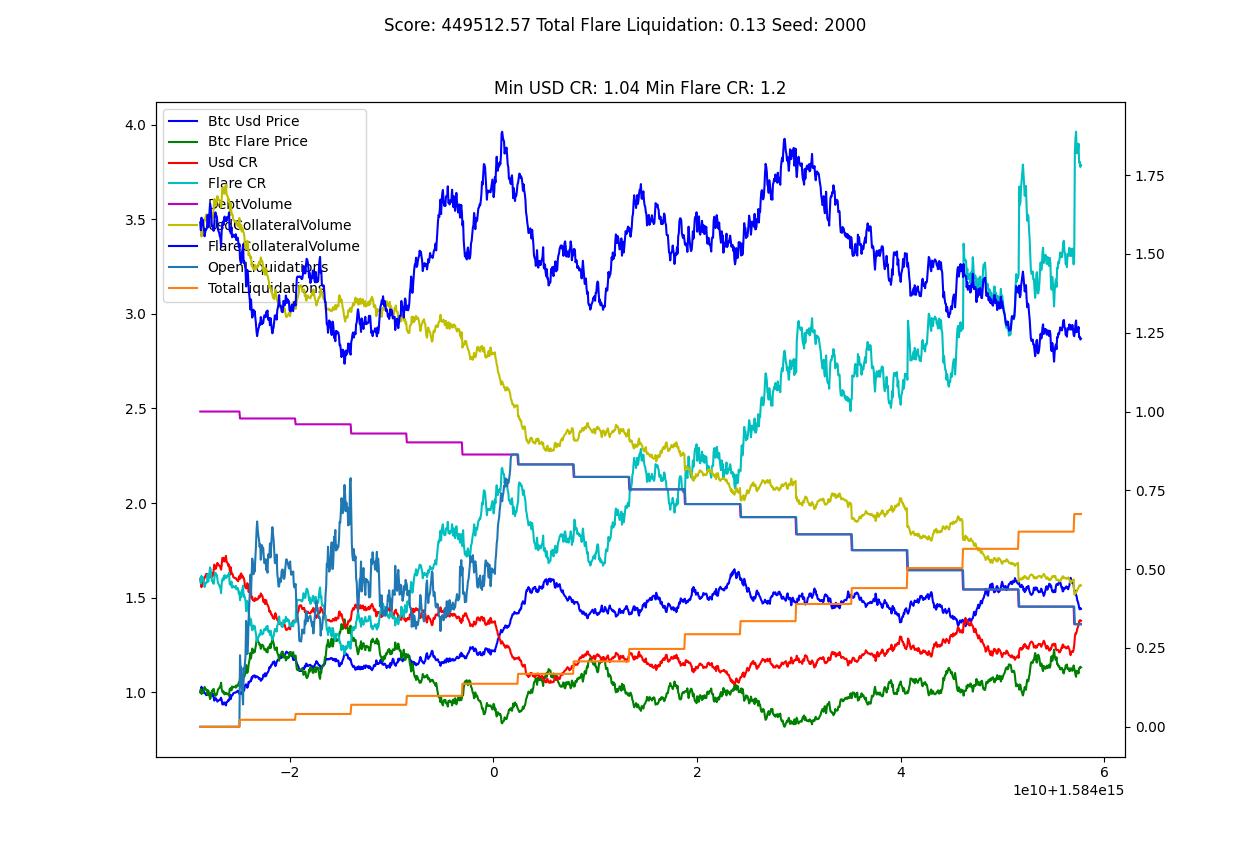 Score: 449512.57 Total Flare Liquidation: 0.13 Seed: 2000
Min USD CR: 1.04 Min Flare CR: 1.2
Btc Usd Price
Btc Flare Price
Usd CR
Flare CR
DebtVolume
UsdCollateralVolume
FlareCollateralVolume
OpenLiquidations
TotalLiquidations
4.0
3.5
3.0
2.5
2.0
1.5
1.0
1.75
1.50
1.25
1.00
0.75
0.50
0.25
0.00
−2
0
2
4
6
1e10+1.584e15